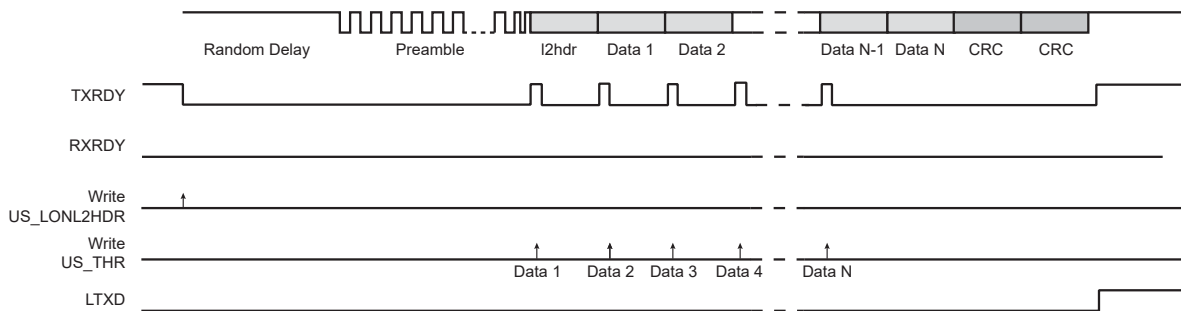 Random Delay Preamble l2hdr Data 1 Data 2 Data N-1 Data N CRC CRC
TXRDY
RXRDY
Write
US_LONL2HDR
Write
US_THR
Data 1 Data 2 Data 3 Data 4 Data N
LTXD